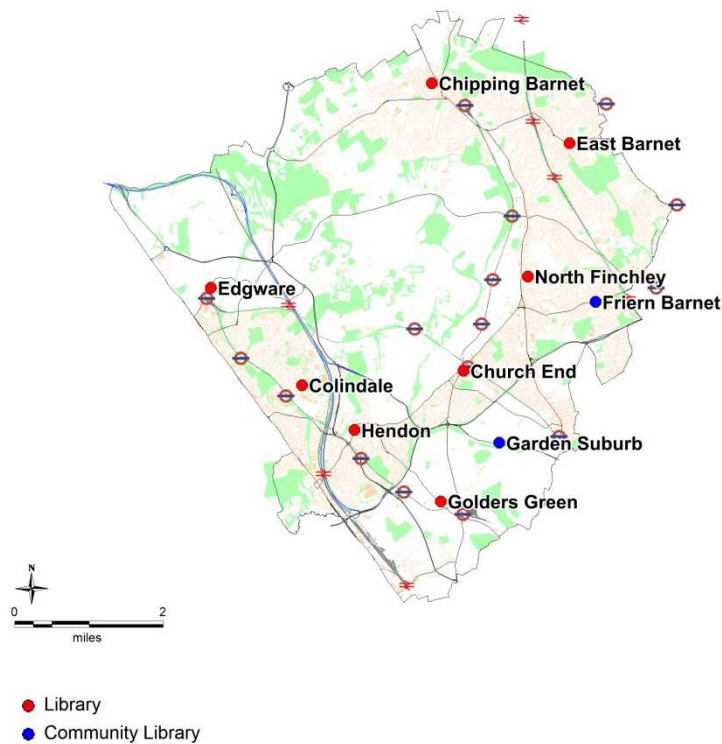 Chipping Barnet
East Barnet
North Finchley
Edgware
Friern Barnet
Church End
Colindale
Hendon
Garden Suburb
Golders Green
N
0 2
miles
Library
Community Library